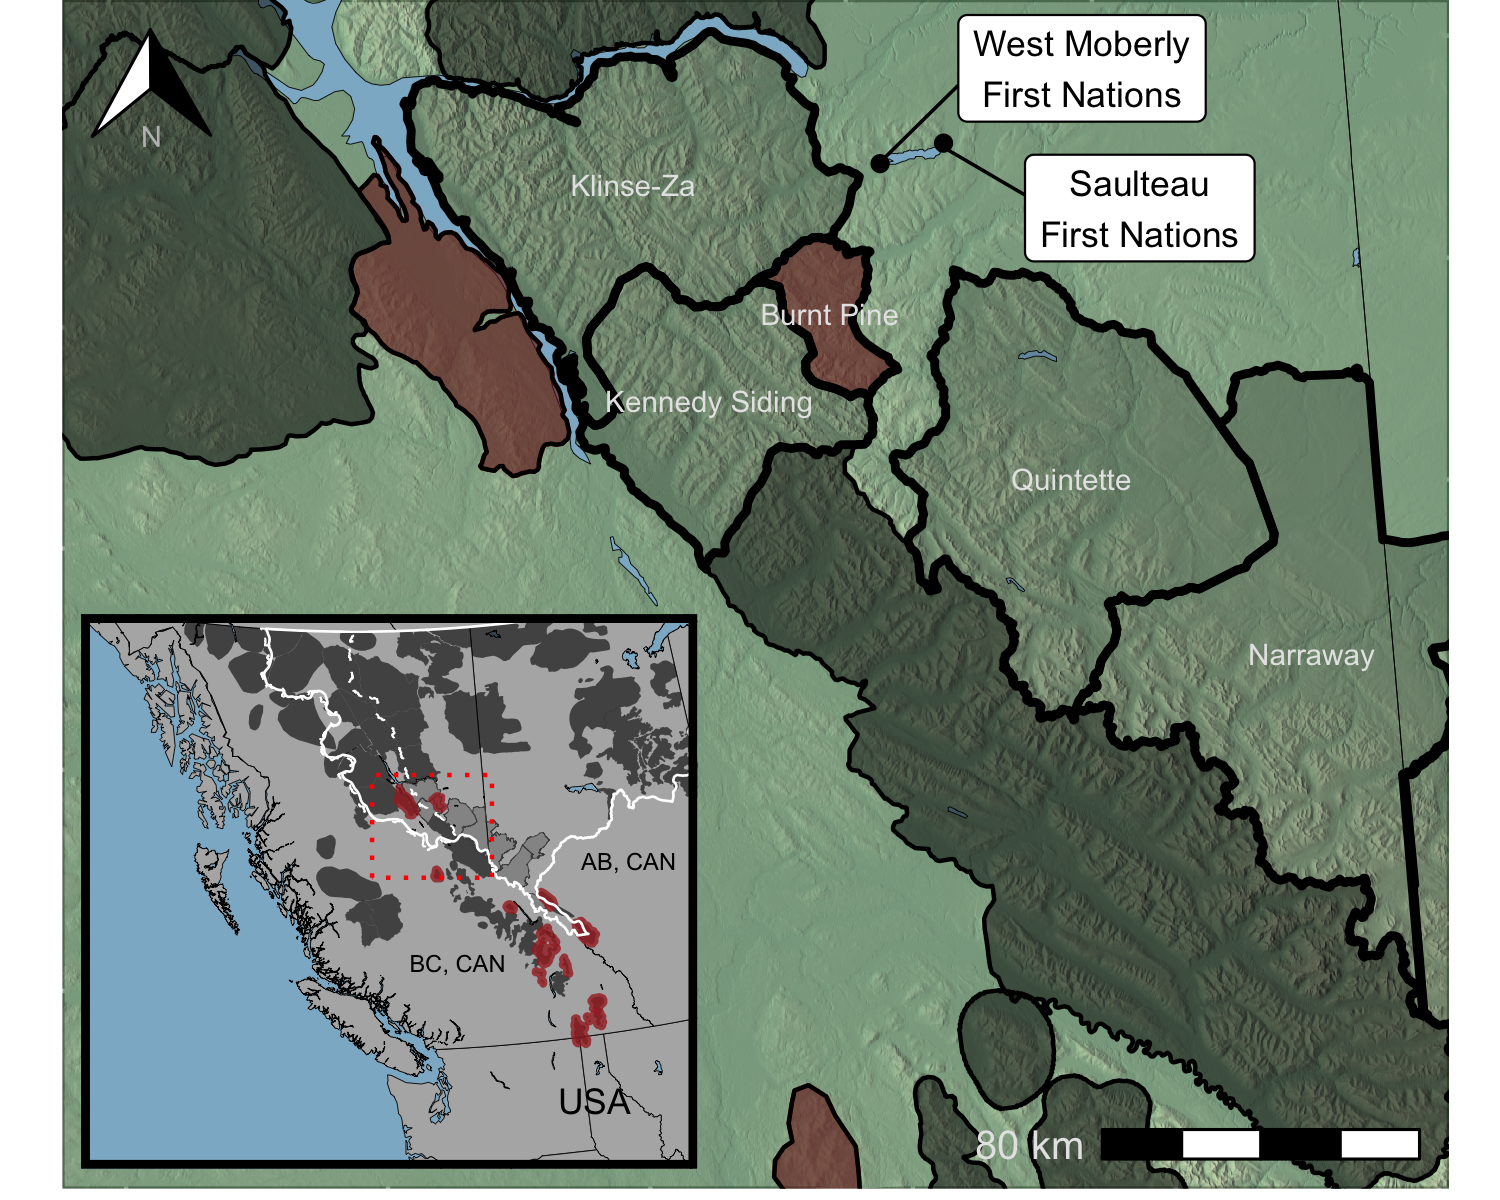 West Moberly
First Nations
N
Saulteau
First Nations
Klinse-Za
Burnt Pine
Kennedy Siding
Quintette
Narraway
AB, CAN
BC, CAN
USA
80 km